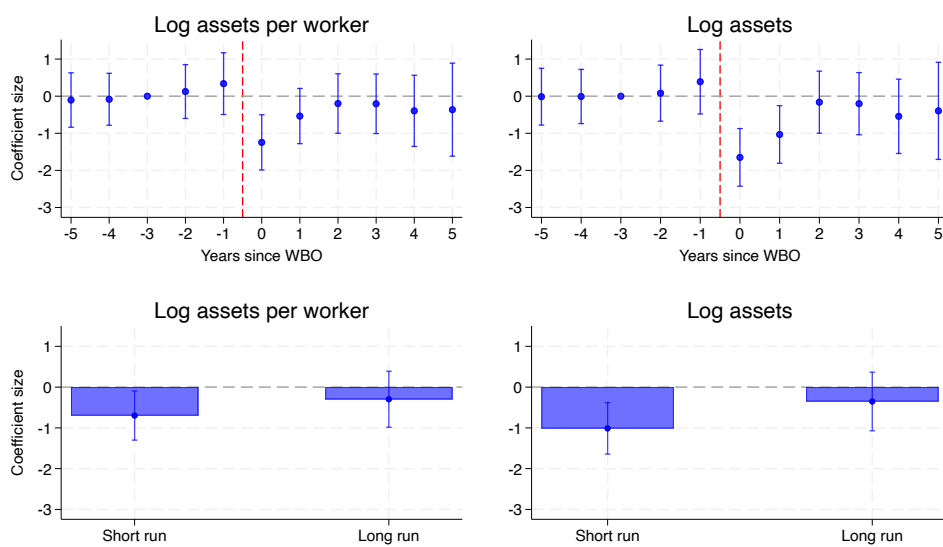 Log assets per worker
Coefficient size
1
0
-1
-2
-3
-5 -4 -3 -2 -1 0 1 2 3 4 5
Years since WBO
Log assets
1
0
-1
-2
-3
-5 -4 -3 -2 -1 0 1 2 3 4 5
Years since WBO
Log assets per worker
Coefficient size
1
0
-1
-2
-3
Short run Long run
Log assets
1
0
-1
-2
-3
Short run Long run